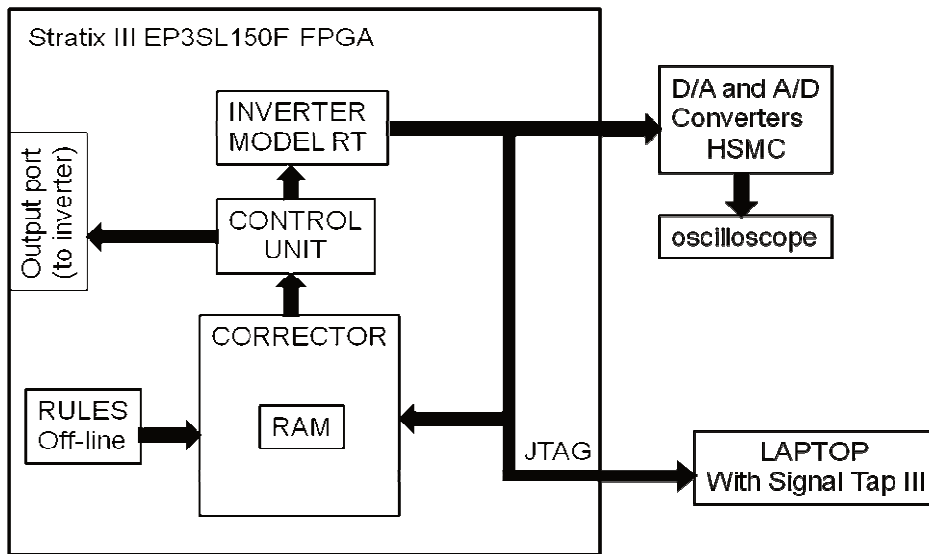 Stratix III EP3SL150F FPGA
INVERTER
MODEL RT
D/A and A/D
Converters
HSMC
Output port
(to inverter)
CONTROL
UNIT
oscilloscope
CORRECTOR
RULES
Off-line
RAM
JTAG
LAPTOP
With Signal Tap III